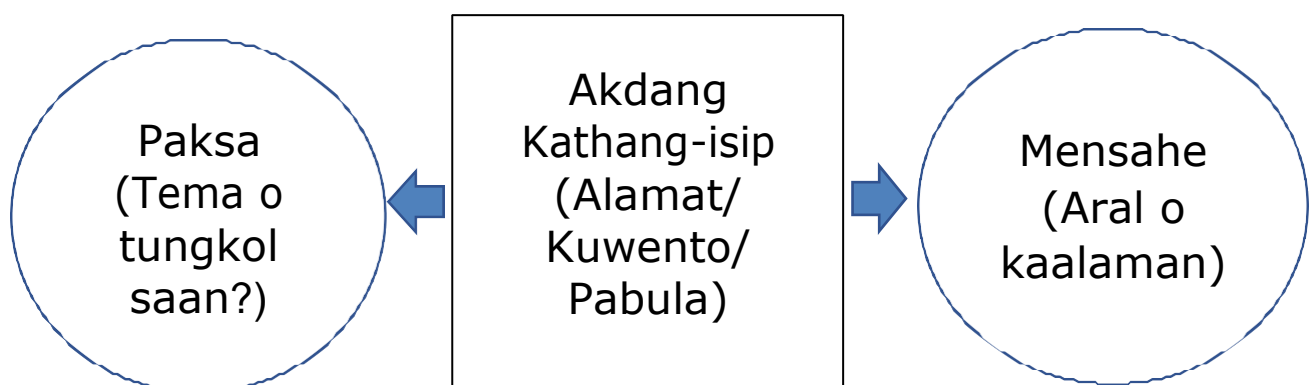 Paksa
(Tema o
tungkol
saan?)
Akdang
Kathang-isip
(Alamat/
Kuwento/
Pabula)
Mensahe
(Aral o
kaalaman)